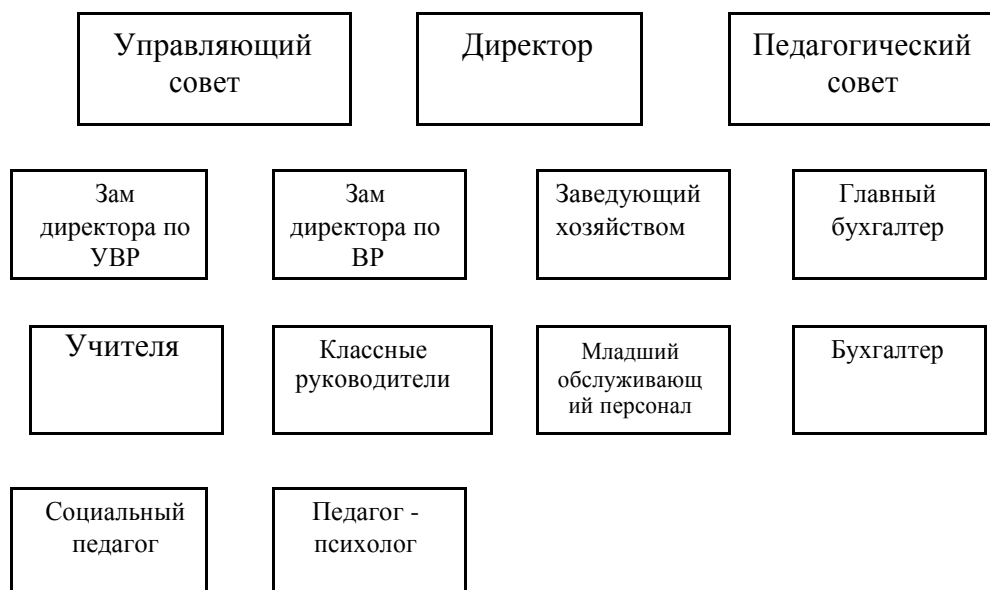 Управляющий
совет
Директор
Педагогический
совет
Зам
директора по
УВР
Зам
директора по
ВР
Заведующий
хозяйством
Главный
бухгалтер
Учителя
Классные
руководители
Младший
обслуживающ
ий персонал
Бухгалтер
Социальный
педагог
Педагог -
психолог